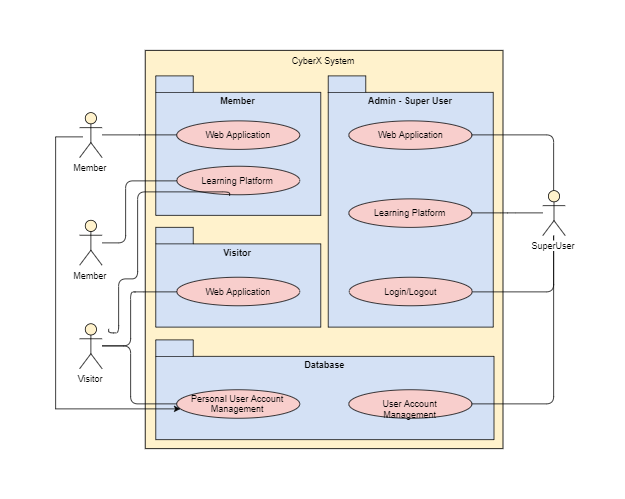 CyberX System
Member
Admin - Super User
Web Application
Web Application
Member
Learning Platform
Learning Platform
SuperUser
Visitor
Member
Web Application
Login/Logout
Database
Visitor
Personal User Account
Management
User Account
Management